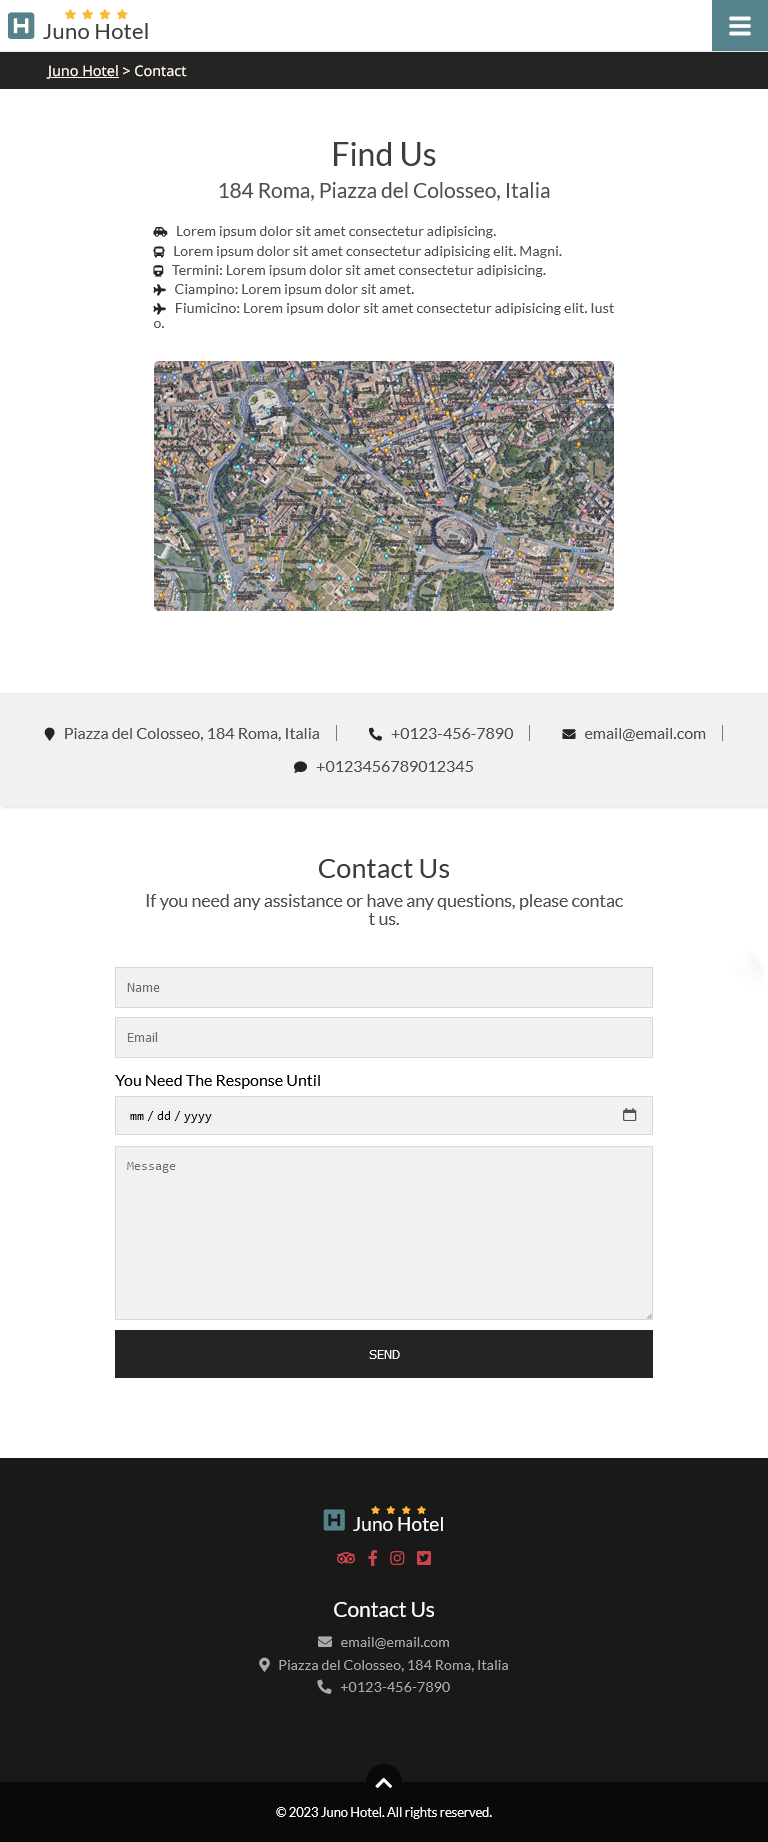 Juno Hotel
Juno Hotel > Contact
Find Us
184 Roma, Piazza del Colosseo, Italia
Lorem ipsum dolor sit amet consectetur adipisicing.
Lorem ipsum dolor sit amet consectetur adipisicing elit. Magni.
Termini: Lorem ipsum dolor sit amet consectetur adipisicing.
Ciampino: Lorem ipsum dolor sit amet.
Fiumicino: Lorem ipsum dolor sit amet consectetur adipisicing elit. Iust
o.
Piazza del Colosseo, 184 Roma, Italia
+0123-456-7890
email@email.com
+0123456789012345
Contact Us
If you need any assistance or have any questions, please contac
t us.
Name
Email
You Need The Response Until
mm / dd / yyyy
Message
SEND
Juno Hotel
Contact Us
email@email.com
Piazza del Colosseo, 184 Roma, Italia
+0123-456-7890
© 2023 Juno Hotel. All rights reserved.